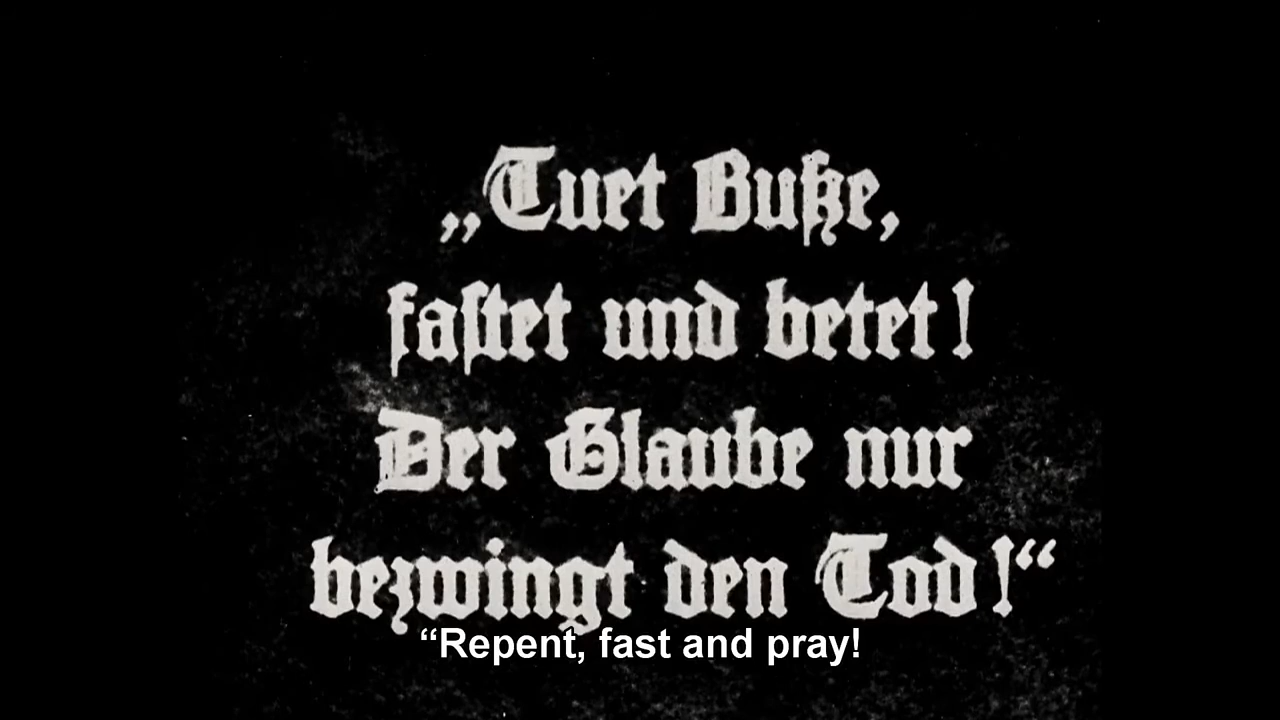 „Tuet Buße,
fastet und betet!
Der Glaube nur
bezwingt den Tod!“
“Repent, fast and pray!